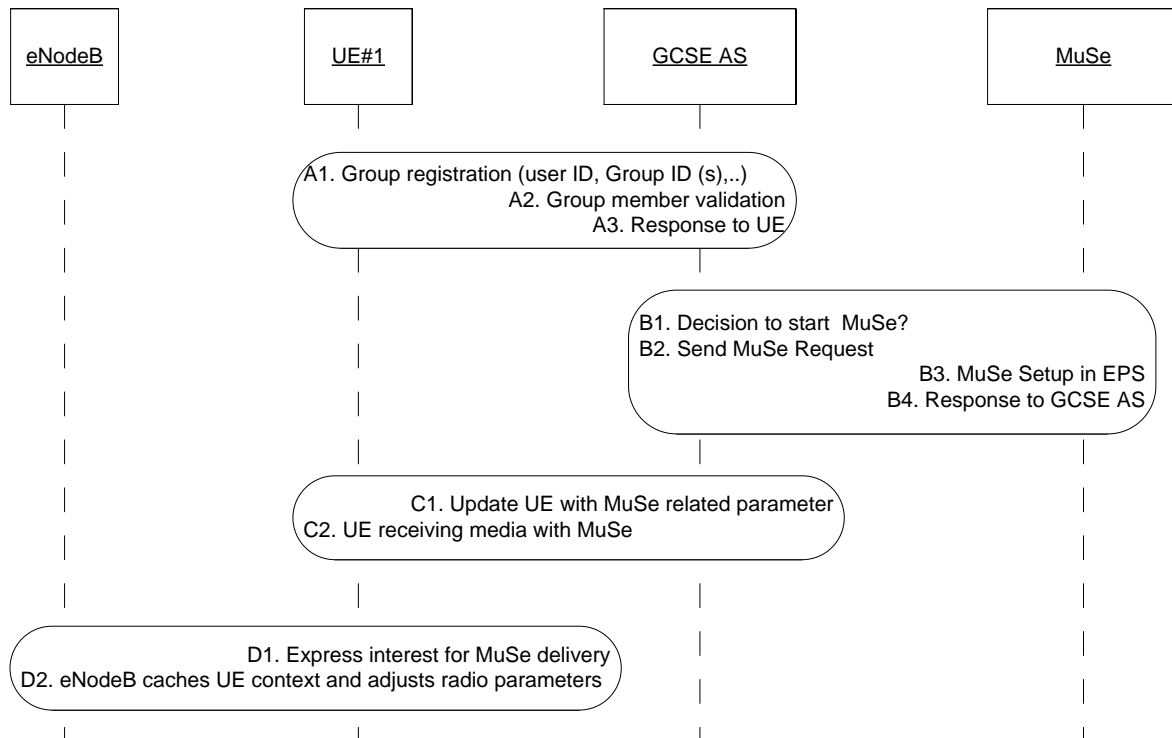 eNodeB
UE#1
GCSE AS
MuSe
A1. Group registration (user ID, Group ID (s),..)
A2. Group member validation
A3. Response to UE
B1. Decision to start MuSe?
B2. Send MuSe Request
B3. MuSe Setup in EPS
B4. Response to GCSE AS
C1. Update UE with MuSe related parameter
C2. UE receiving media with MuSe
D1. Express interest for MuSe delivery
D2. eNodeB caches UE context and adjusts radio parameters